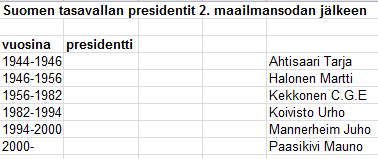 Suomen tasavallan presidentit 2. maailmansodan jälkeen
vuosina presidentti
1944-1946 Ahtisaari Tarja
1946-1956 Halonen Martti
1956-1982 Kekkonen C.G.E
1982-1994 Koivisto Urho
1994-2000 Mannerheim Juho
2000- Paasikivi Mauno